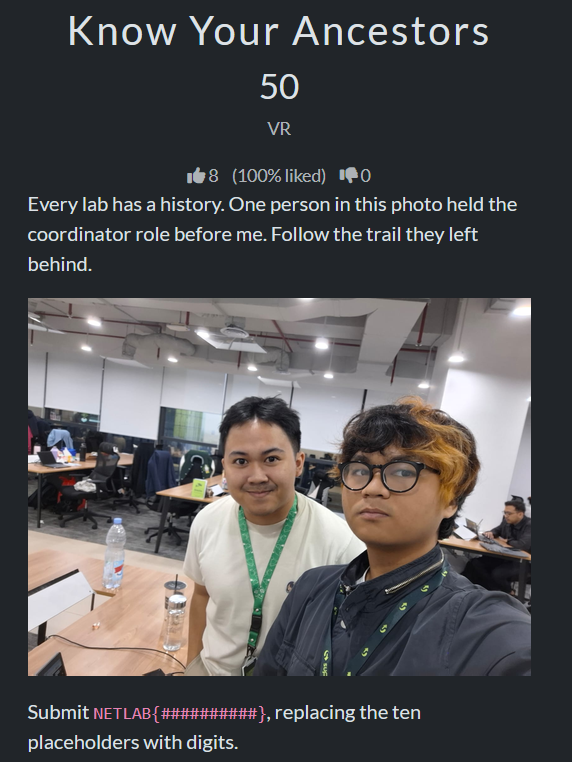 Know Your Ancestors
50
VR
8 (100% liked) 0
Every lab has a history. One person in this photo held the
coordinator role before me. Follow the trail they left
behind.
Submit NETLAB{##########}, replacing the ten
placeholders with digits.